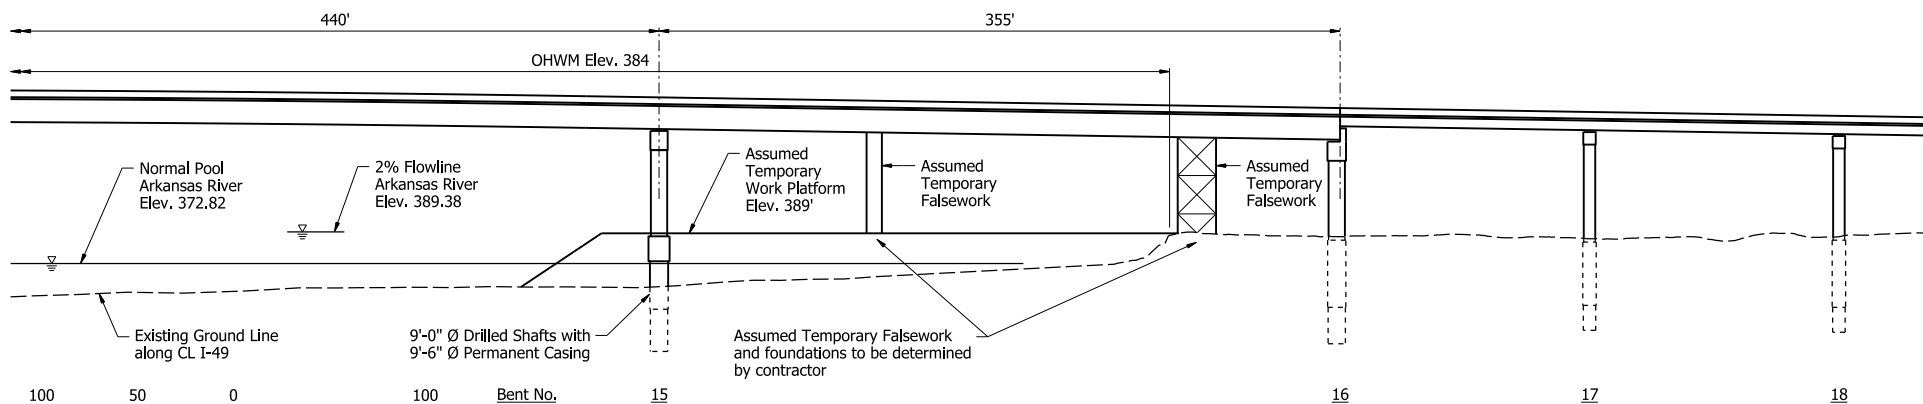 440'
355'
OHWM Elev. 384
Normal Pool
Arkansas River
Elev. 372.82
2% Flowline
Arkansas River
Elev. 389.38
Assumed
Temporary
Work Platform
Elev. 389'
Assumed
Temporary
Falsework
Assumed
Temporary
Falsework
Existing Ground Line
along CL I-49
9'-0" Ø Drilled Shafts with
9'-6" Ø Permanent Casing
Assumed Temporary Falsework
and foundations to be determined
by contractor
100 50 0 100 Bent No. 15 16 17 18